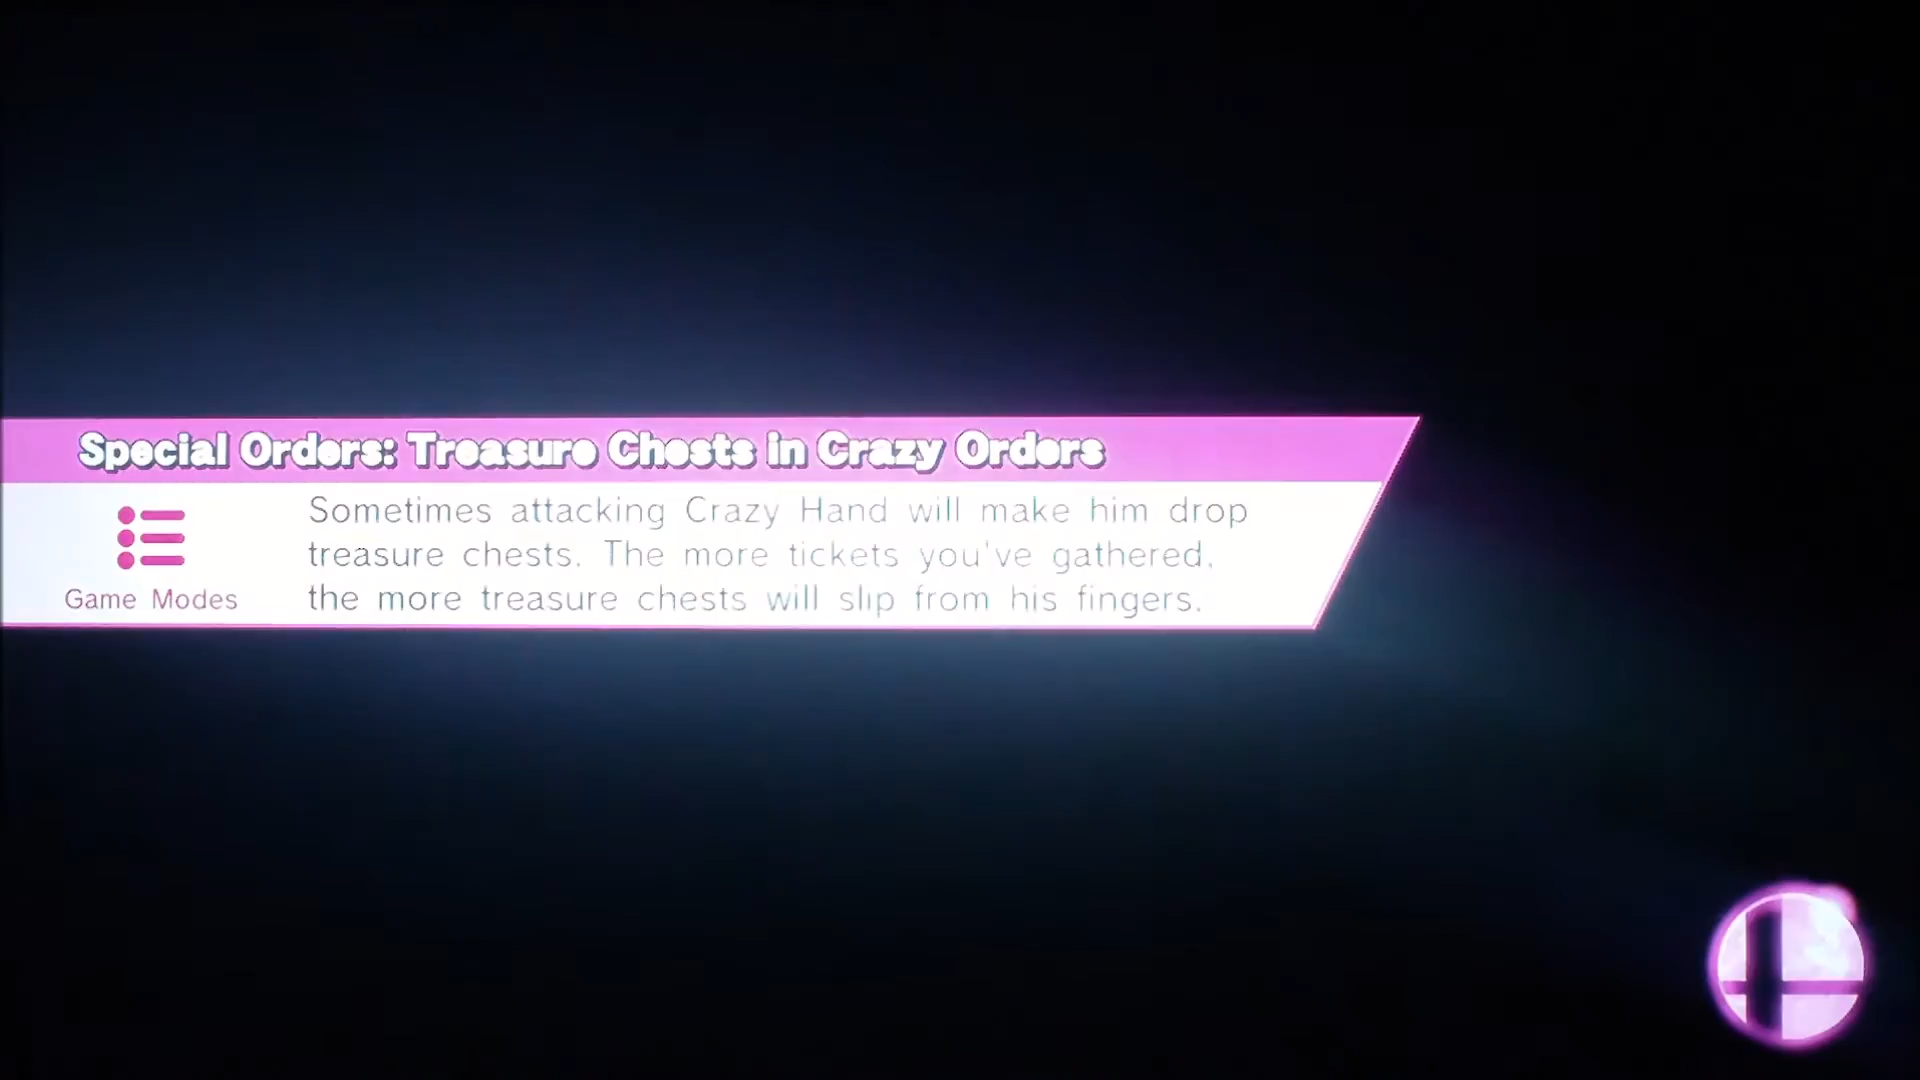 Special Orders: Treasure Chests in Crazy Orders
Sometimes attacking Crazy Hand will make him drop
treasure chests. The more tickets you've gathered,
the more treasure chests will slip from his fingers.
Game Modes